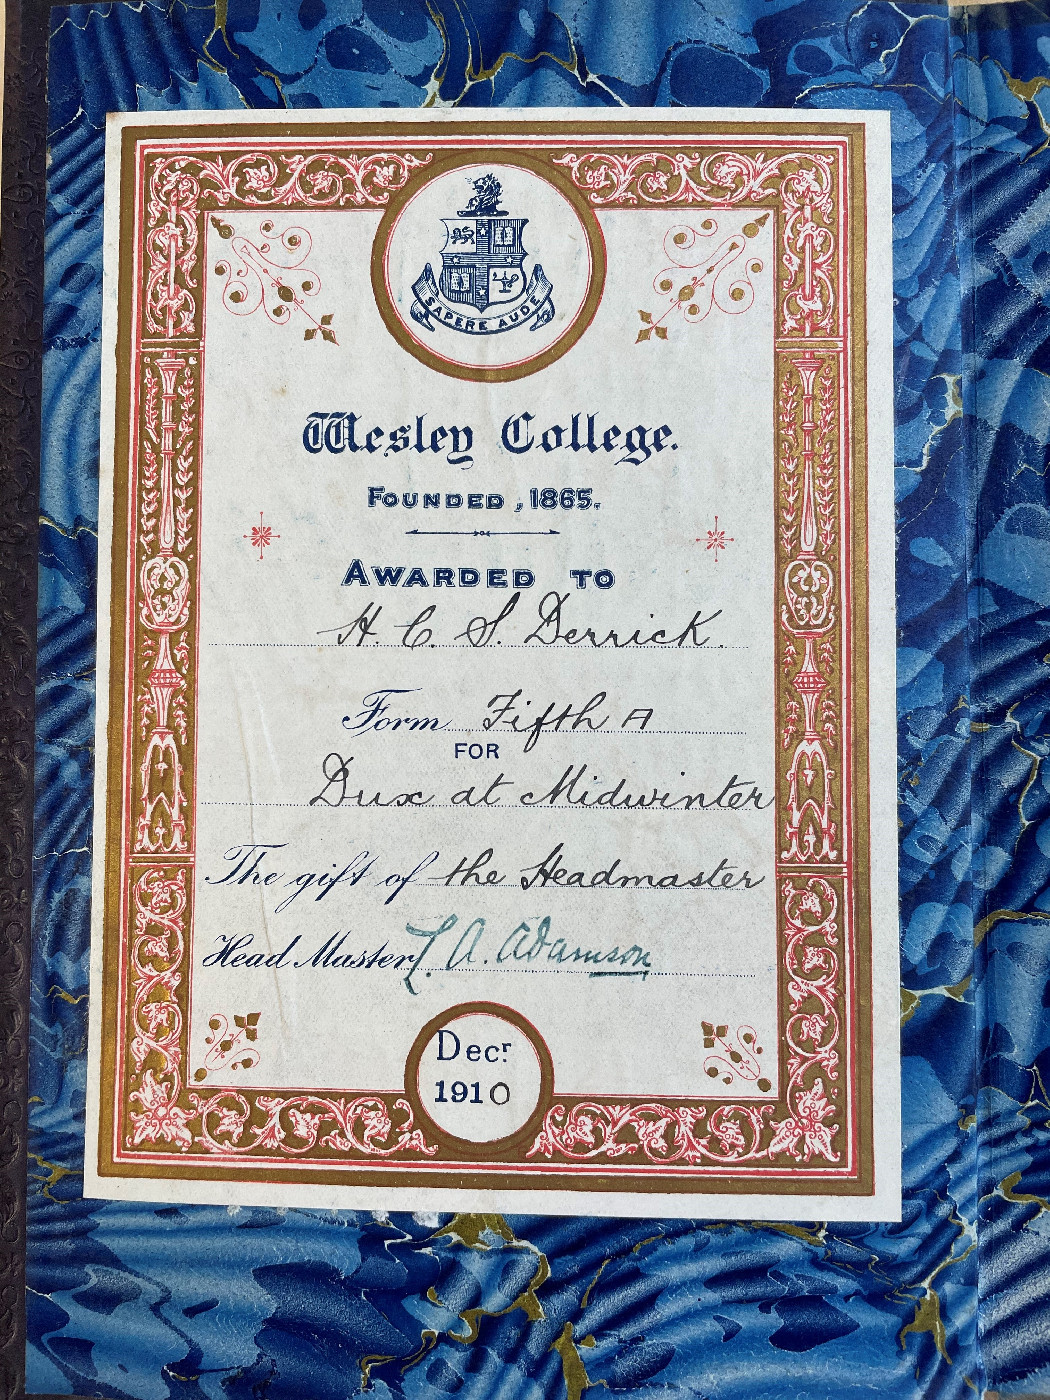 SAPERE AUDE
Wesley College.
FOUNDED, 1865.
AWARDED TO
H. C. S. Derrick.
Form Fifth A
FOR
Dux at Midwinter
The gift of the Headmaster
Head Master L. A. Adamson
Decr
1910